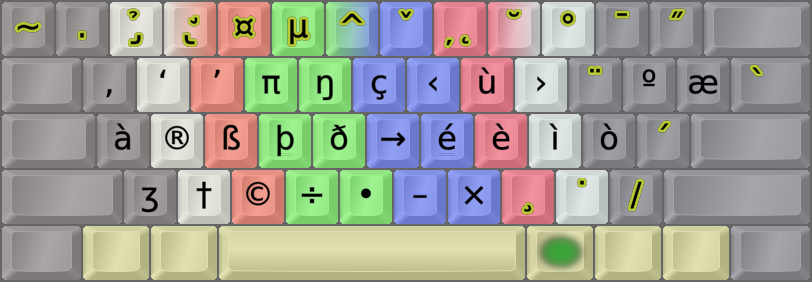 ~ . ̉ ̛ ¤ µ ^ ˇ ̦ ˛ ˘ ° ¯ ˝
‚ ‘ ’ π ŋ ç ‹ ù › ¨ º æ `
à ® ß þ ð → é è ì ò ´
ʒ † © ÷ • – × ˛ ˙ /